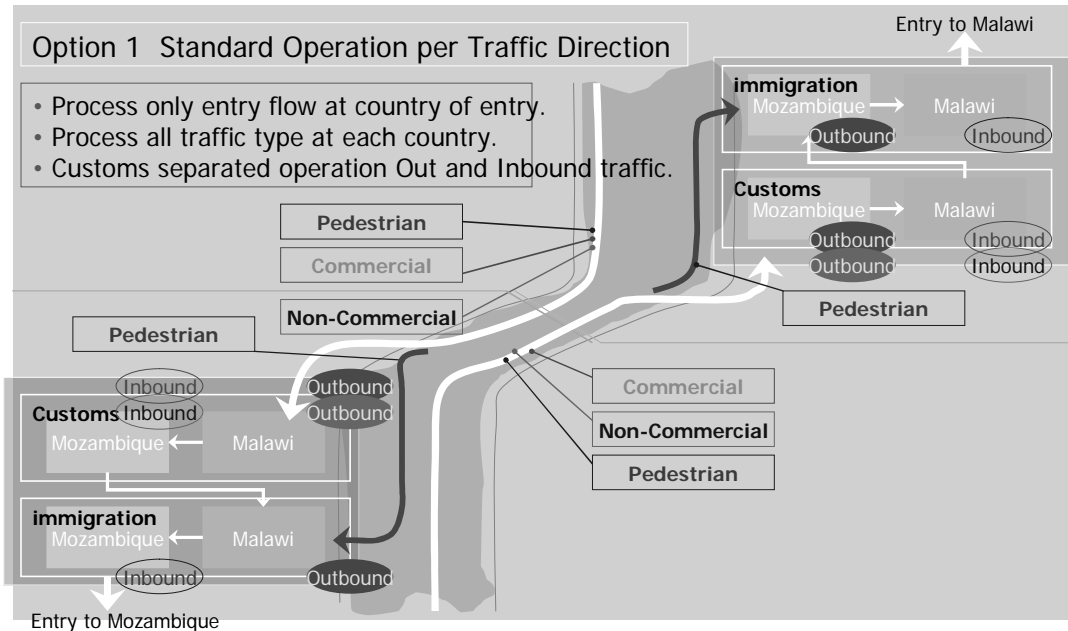 Entry to Malawi
Option 1 Standard Operation per Traffic Direction
• Process only entry flow at country of entry.
• Process all traffic type at each country.
• Customs separated operation Out and Inbound traffic.
immigration
Mozambique
Malawi
Outbound
Inbound
Customs
Mozambique
Malawi
Outbound
Inbound
Outbound
Inbound
Pedestrian
Commercial
Non-Commercial
Pedestrian
Pedestrian
Inbound
Outbound
Customs
Inbound
Outbound
Mozambique
Malawi
Commercial
Non-Commercial
Pedestrian
immigration
Mozambique
Malawi
Inbound
Outbound
Entry to Mozambique